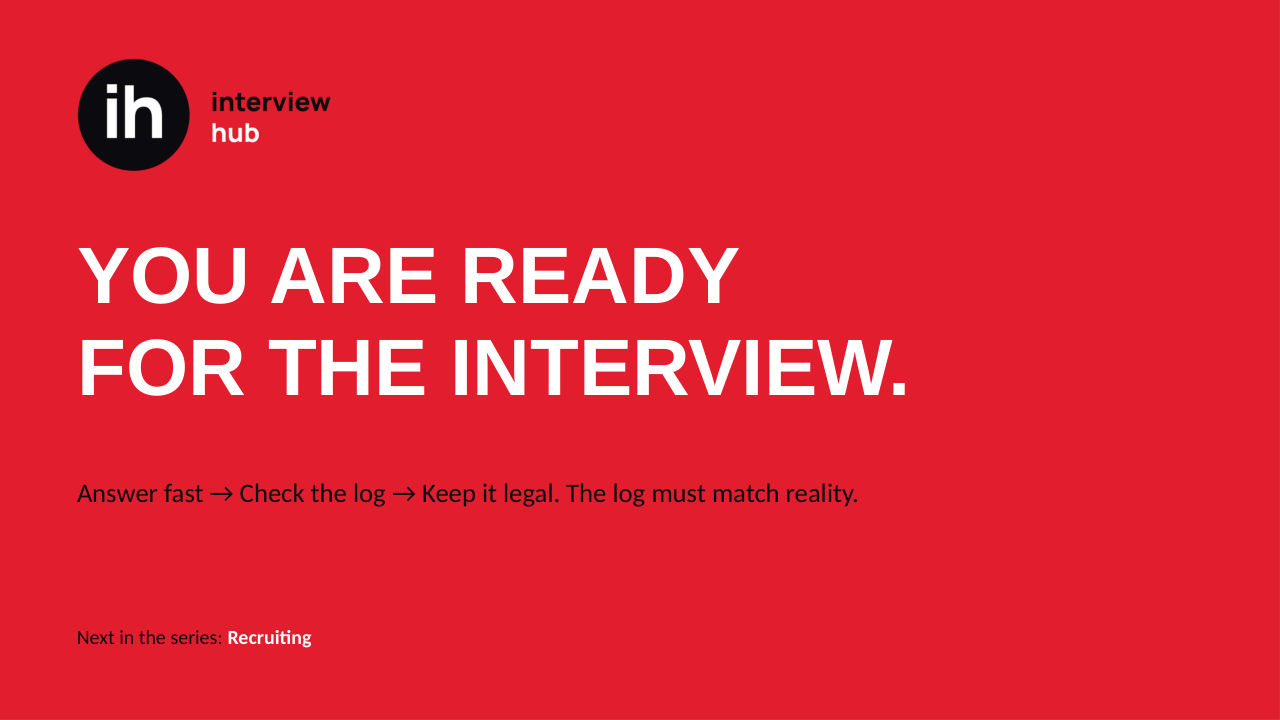 ih
interview
hub
YOU ARE READY
FOR THE INTERVIEW.
Answer fast → Check the log → Keep it legal. The log must match reality.
Next in the series: Recruiting